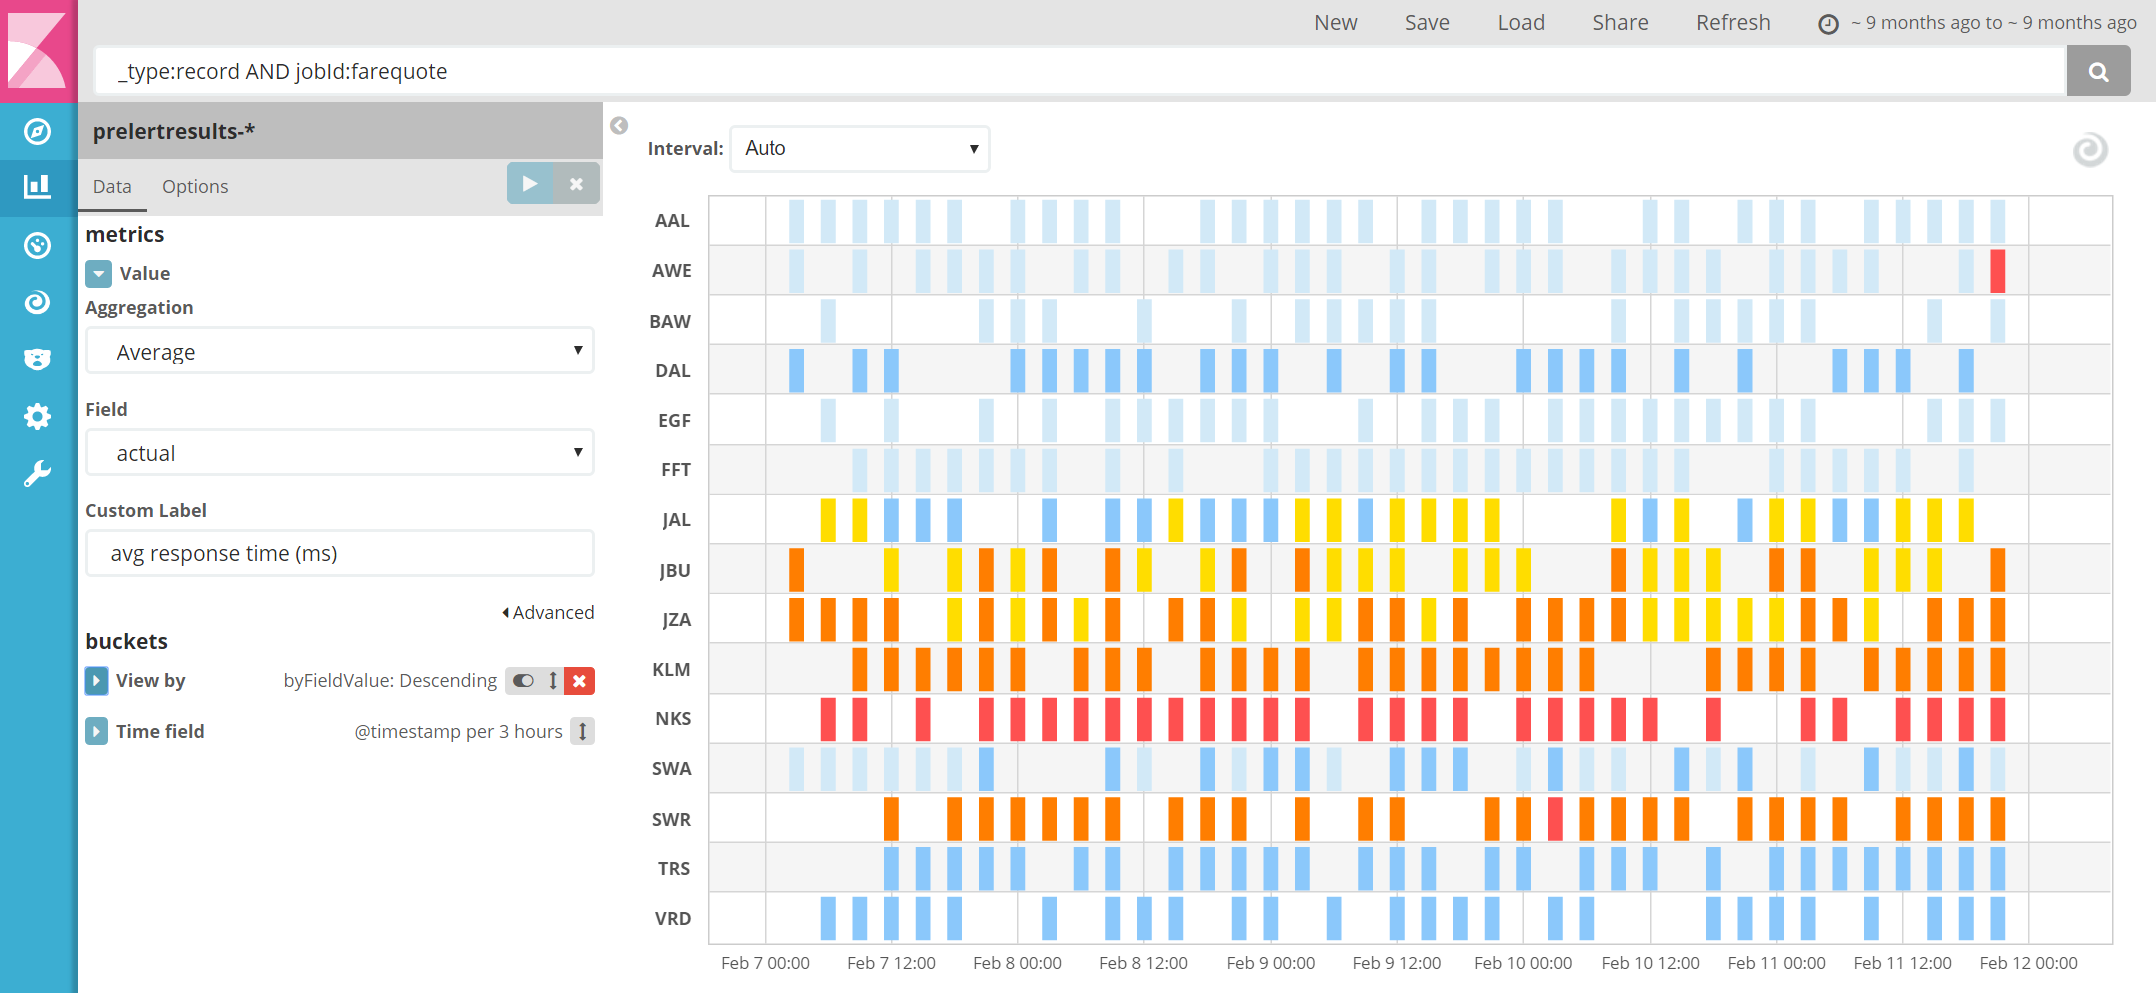 New Save Load Share Refresh ~ 9 months ago to ~ 9 months ago
_type:record AND jobId:farequote
prelertresults-*
Data Options
metrics
Value
Aggregation
Average
Field
actual
Custom Label
avg response time (ms)
Advanced
buckets
View by byFieldValue: Descending
Time field @timestamp per 3 hours
Interval: Auto
AAL
AWE
BAW
DAL
EGF
FFT
JAL
JBU
JZA
KLM
NKS
SWA
SWR
TRS
VRD
Feb 7 00:00 Feb 7 12:00 Feb 8 00:00 Feb 8 12:00 Feb 9 00:00 Feb 9 12:00 Feb 10 00:00 Feb 10 12:00 Feb 11 00:00 Feb 11 12:00 Feb 12 00:00